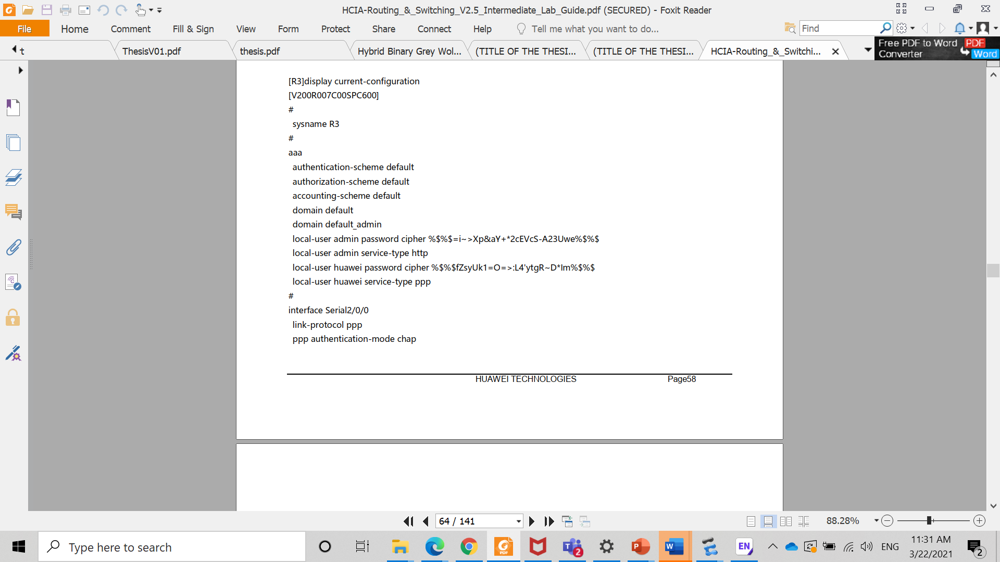 HCIA-Routing_&_Switching_V2.5_Intermediate_Lab_Guide.pdf (SECURED) - Foxit Reader
File Home Comment Fill & Sign View Form Protect Share Connect Help Tell me what you want to do... Find
t ThesisV01.pdf thesis.pdf Hybrid Binary Grey Wol... (TITLE OF THE THESI... (TITLE OF THE THESI... HCIA-Routing_&_Switchi...
Free PDF to Word PDF
Converter Word
[R3]display current-configuration
[V200R007C00SPC600]
#
sysname R3
#
aaa
authentication-scheme default
authorization-scheme default
accounting-scheme default
domain default
domain default_admin
local-user admin password cipher %$%$=i~>Xp&aY+*2cEVcS-A23Uwe%$%$
local-user admin service-type http
local-user huawei password cipher %$%$fZsyUk1=O=>:L4'ytgR~D*Im%$%$
local-user huawei service-type ppp
#
interface Serial2/0/0
link-protocol ppp
ppp authentication-mode chap
HUAWEI TECHNOLOGIES Page58
64 / 141 88.28%
Type here to search
2
EN
ENG
11:31 AM
3/22/2021
2